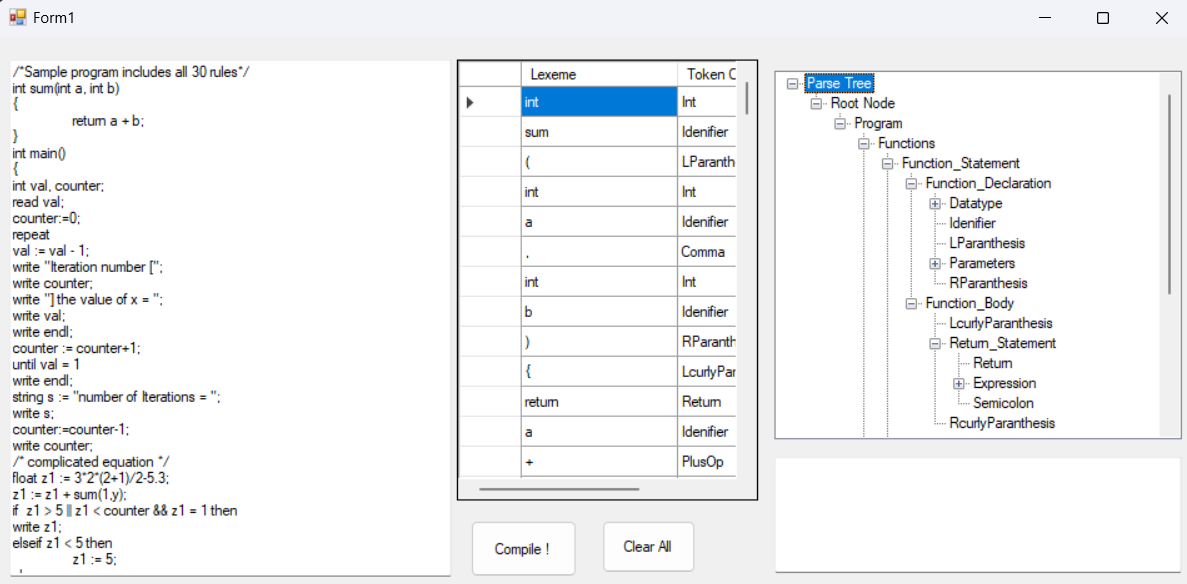 Form1
/*Sample program includes all 30 rules*/
int sum(int a, int b)
{
return a + b;
}
int main()
{
int val, counter;
read val;
counter:=0;
repeat
val := val - 1;
write "Iteration number [";
write counter;
write "] the value of x = ";
write val;
write endl;
counter := counter+1;
until val = 1
write endl;
string s := "number of Iterations = ";
write s;
counter:=counter-1;
write counter;
/* complicated equation */
float z1 := 3*2*(2+1)/2-5.3;
z1 := z1 + sum(1,y);
if z1 > 5 || z1 < counter && z1 = 1 then
write z1;
elseif z1 < 5 then
z1 := 5;
Lexeme Token C
int Int
sum Idenifier
( LParanth
int Int
a Idenifier
, Comma
int Int
b Idenifier
) RParanth
{ LcurlyPar
return Return
a Idenifier
+ PlusOp
Compile !
Clear All
Parse Tree
Root Node
Program
Functions
Function_Statement
Function_Declaration
Datatype
Idenifier
LParanthesis
Parameters
RParanthesis
Function_Body
LcurlyParanthesis
Return_Statement
Return
Expression
Semicolon
RcurlyParanthesis